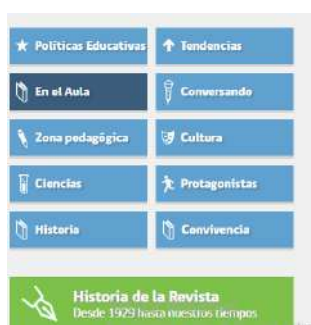 Políticas Educativas
Tendencias
En el Aula
Conversando
Zona pedagógica
Cultura
Ciencias
Protagonistas
Historia
Convivencia
Historia de la Revista
Desde 1929 hasta nuestros tiempos